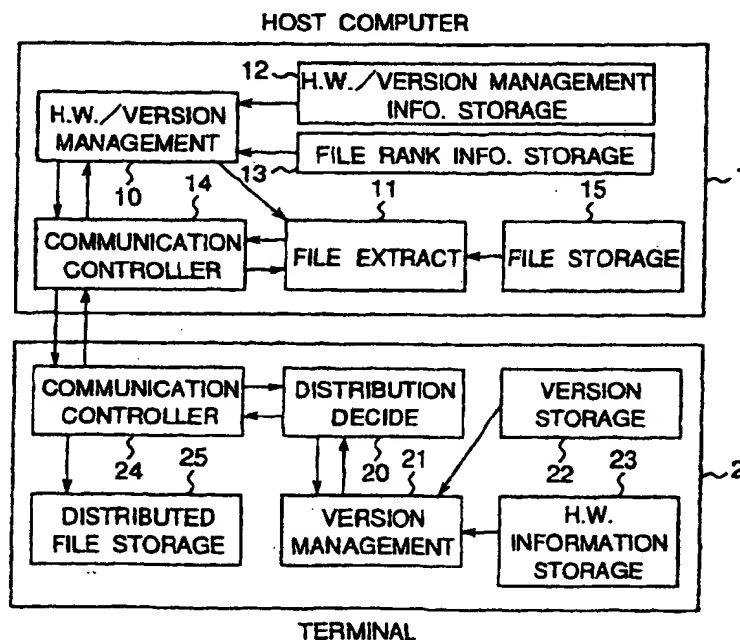 HOST COMPUTER
12
H.W./VERSION MANAGEMENT
INFO. STORAGE
H.W./VERSION
MANAGEMENT
FILE RANK INFO. STORAGE
13
10
14
11
15
COMMUNICATION
CONTROLLER
FILE EXTRACT
FILE STORAGE
COMMUNICATION
CONTROLLER
DISTRIBUTION
DECIDE
VERSION
STORAGE
24
25
20
21
22
23
2
DISTRIBUTED
FILE STORAGE
VERSION
MANAGEMENT
H.W.
INFORMATION
STORAGE
TERMINAL